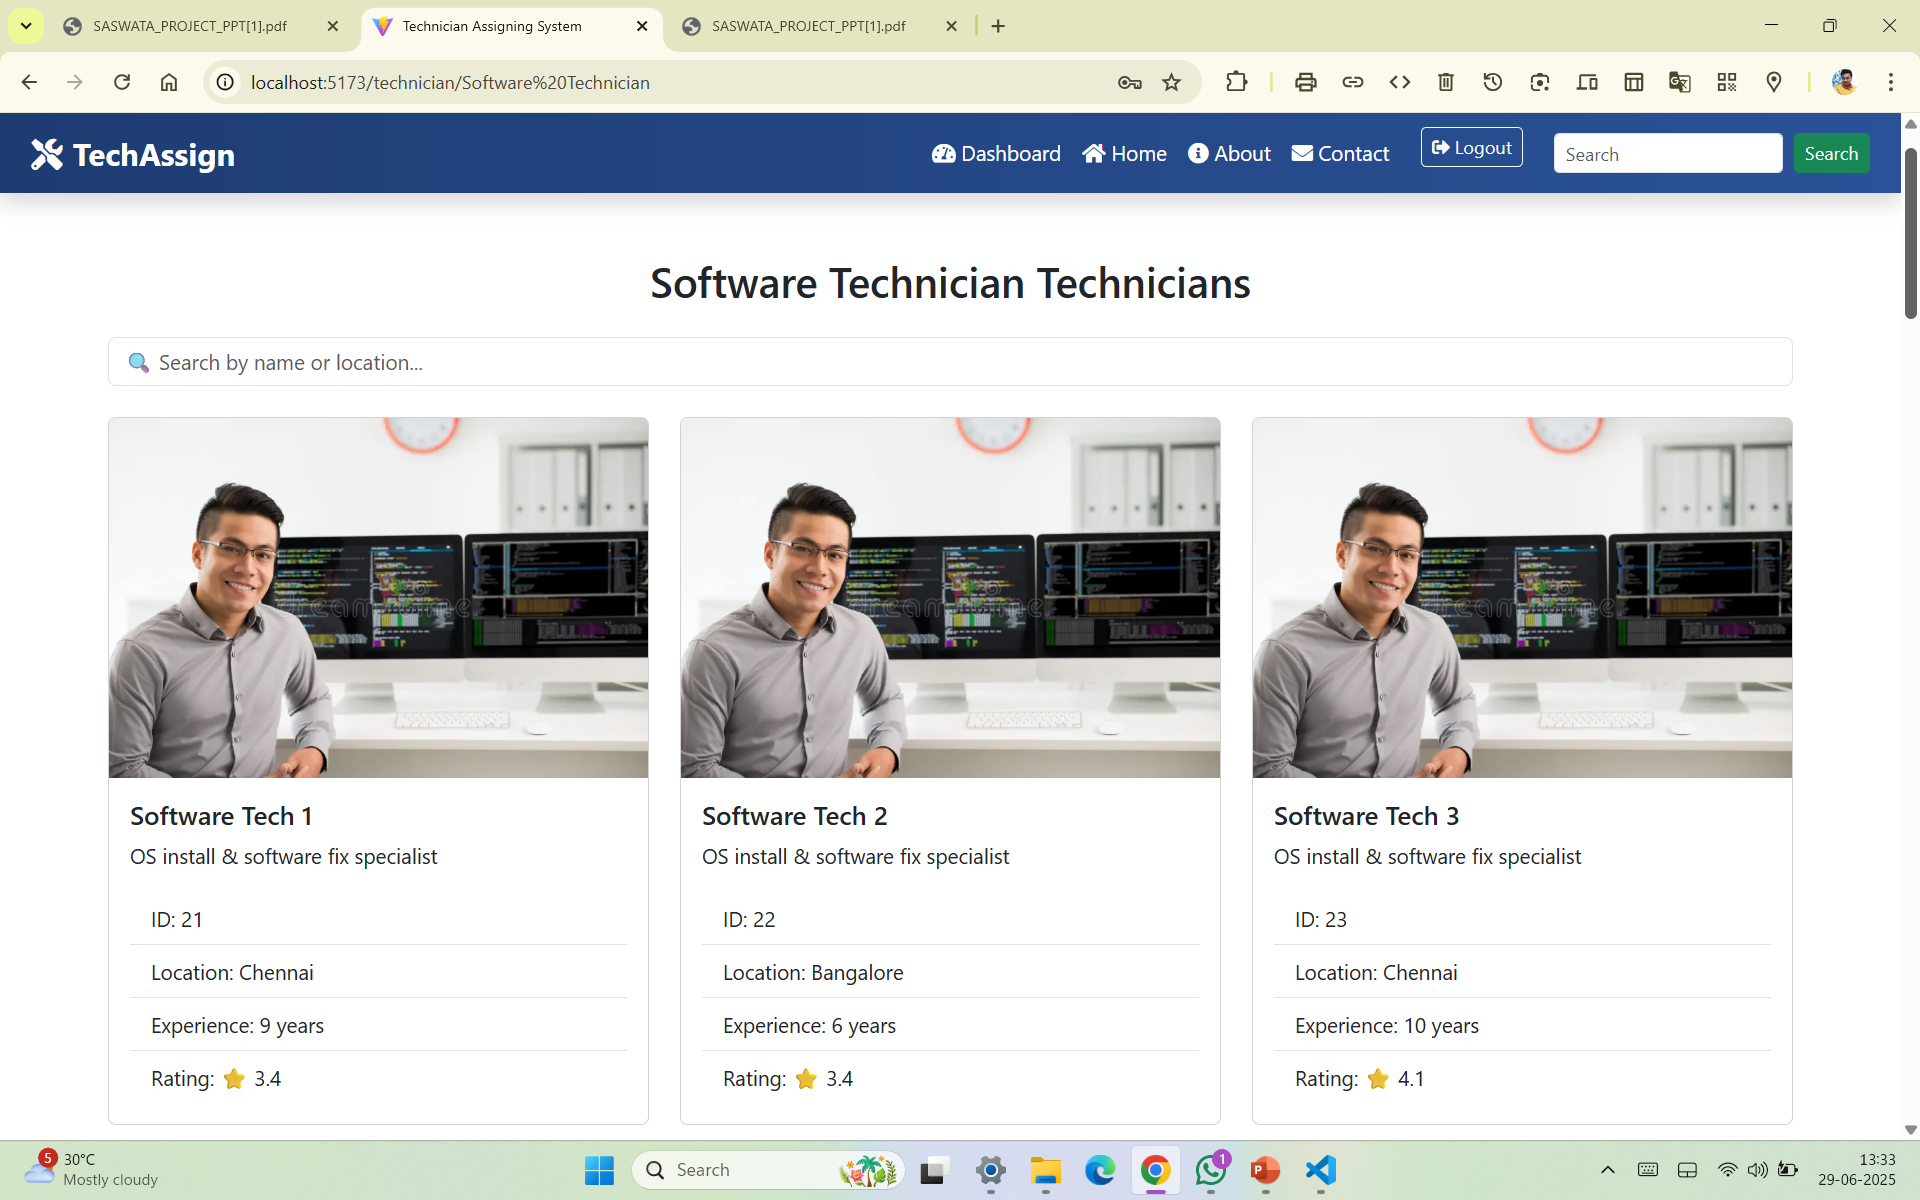 SASWATA_PROJECT_PPT[1].pdf
Technician Assigning System
SASWATA_PROJECT_PPT[1].pdf
localhost:5173/technician/Software%20Technician
TechAssign
Dashboard
Home
About
Contact
Logout
Search
Search
Software Technician Technicians
Search by name or location...
Software Tech 1
OS install & software fix specialist
ID: 21
Location: Chennai
Experience: 9 years
Rating: ⭐ 3.4
Software Tech 2
OS install & software fix specialist
ID: 22
Location: Bangalore
Experience: 6 years
Rating: ⭐ 3.4
Software Tech 3
OS install & software fix specialist
ID: 23
Location: Chennai
Experience: 10 years
Rating: ⭐ 4.1
5
30°C
Mostly cloudy
Search
1
13:33
29-06-2025